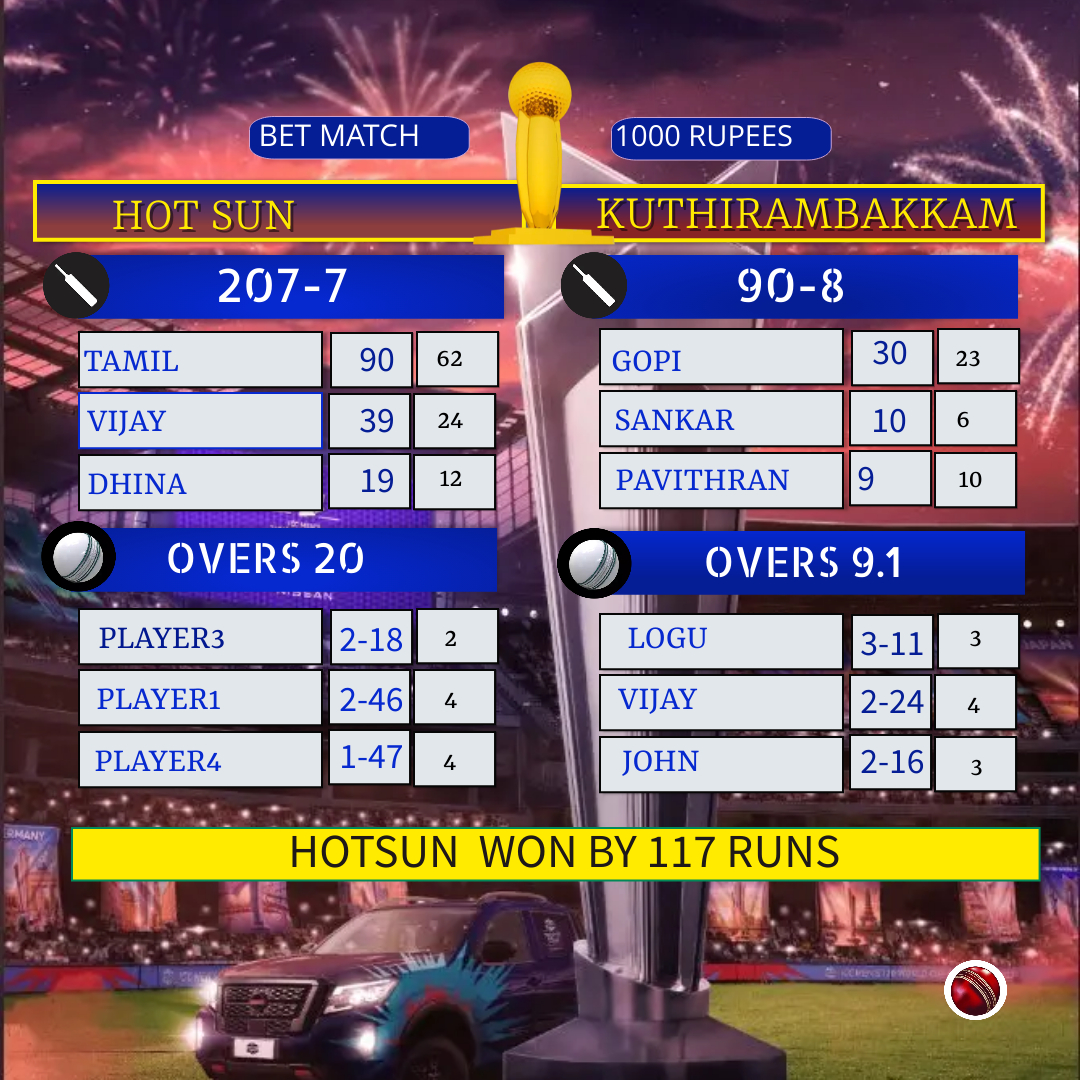 BET MATCH 1000 RUPEES
HOT SUN KUTHIRAMBAKKAM
207-7 90-8
TAMIL 90 62 GOPI 30 23
VIJAY 39 24 SANKAR 10 6
DHINA 19 12 PAVITHRAN 9 10
OVERS 20 OVERS 9.1
PLAYER3 2-18 2 LOGU 3-11 3
PLAYER1 2-46 4 VIJAY 2-24 4
PLAYER4 1-47 4 JOHN 2-16 3
HOTSUN WON BY 117 RUNS
GERMANY